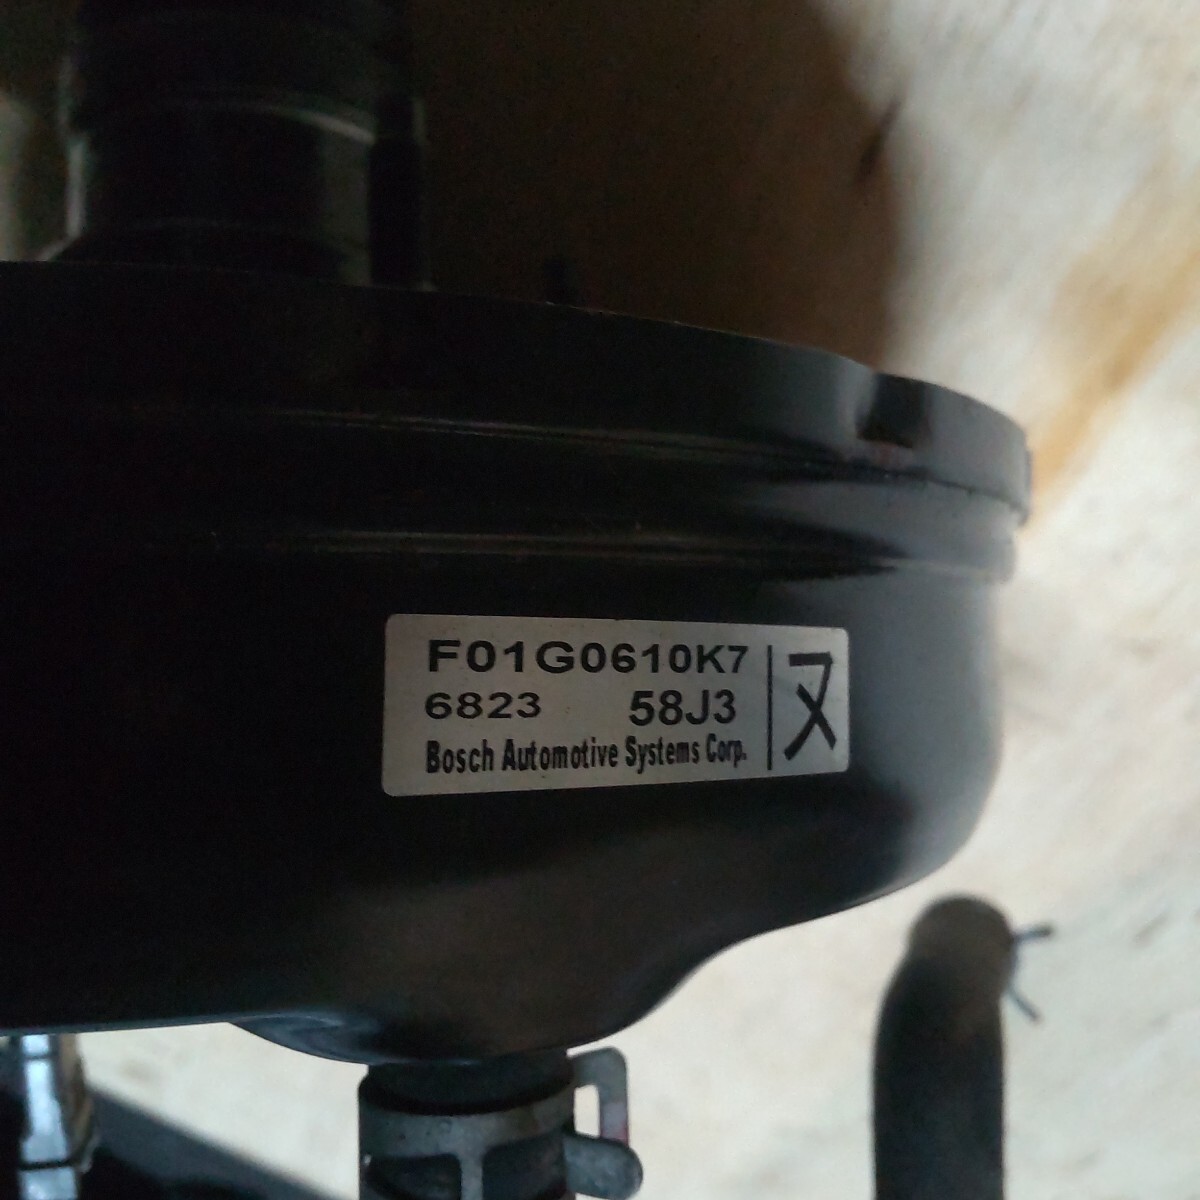 F01G0610K7
6823 58J3
Bosch Automotive Systems Corp.
ヌ